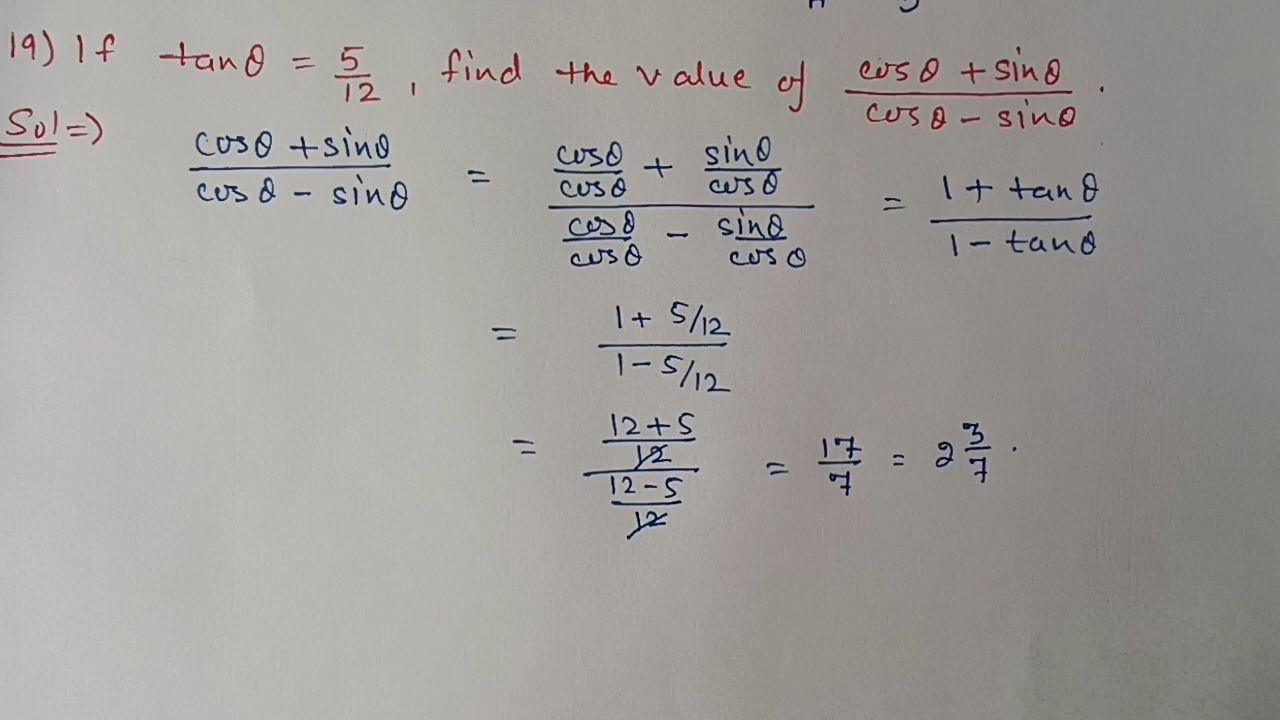 19) If tanθ = 5/12, find the value of (cosθ + sinθ)/(cosθ - sinθ).
Sol⇒ (cosθ + sinθ)/(cosθ - sinθ) = (cosθ/cosθ + sinθ/cosθ)/(cosθ/cosθ - sinθ/cosθ) = (1 + tanθ)/(1 - tanθ)
= (1 + 5/12)/(1 - 5/12)
= ((12+5)/12)/((12-5)/12) = 17/7 = 2 3/7.